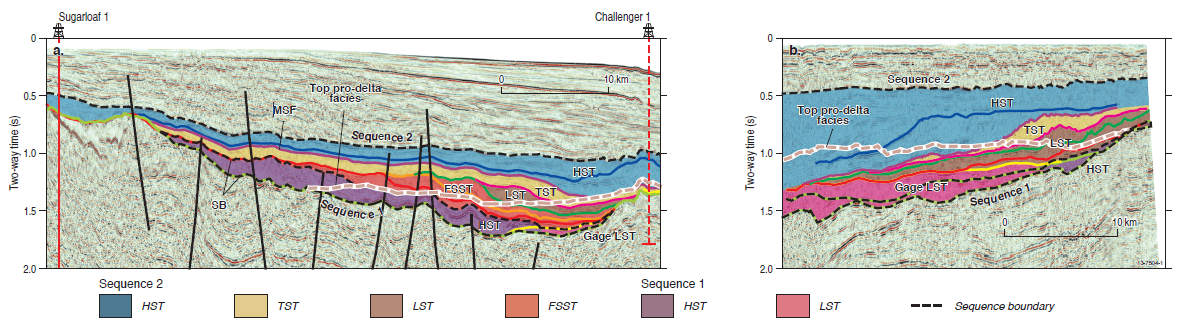 Sugarloaf 1
Challenger 1
a.
b.
0
0.5
1.0
1.5
2.0
Two-way time (s)
0
10 km
Top pro-delta
facies
MSF
Sequence 2
HST
FSST
LST
TST
SB
Sequence 1
HST
Gage LST
0
0.5
1.0
1.5
2.0
Two-way time (s)
Sequence 2
HST
Top pro-delta
facies
TST
LST
HST
Gage LST
Sequence 1
0
10 km
13-7804-1
Sequence 2
Sequence 1
HST
TST
LST
FSST
HST
LST
Sequence boundary